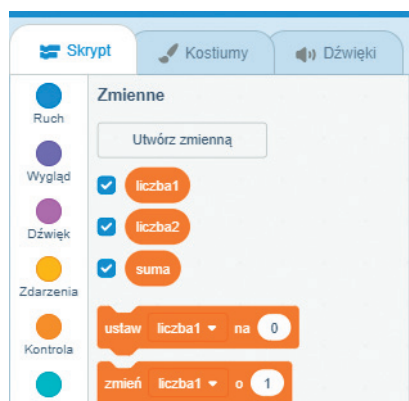 Skrypt Kostiumy Dźwięki
Ruch
Wygląd
Dźwięk
Zdarzenia
Kontrola
Zmienne
Utwórz zmienną
liczba1
liczba2
suma
ustaw liczba1 na 0
zmień liczba1 o 1